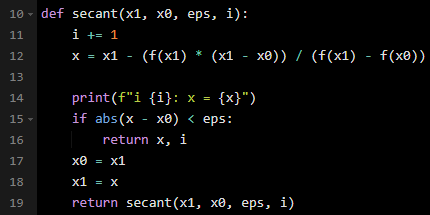 10 def secant(x1, x0, eps, i):
11     i += 1
12     x = x1 - (f(x1) * (x1 - x0)) / (f(x1) - f(x0))
13
14     print(f"i {i}: x = {x}")
15     if abs(x - x0) < eps:
16         return x, i
17     x0 = x1
18     x1 = x
19     return secant(x1, x0, eps, i)